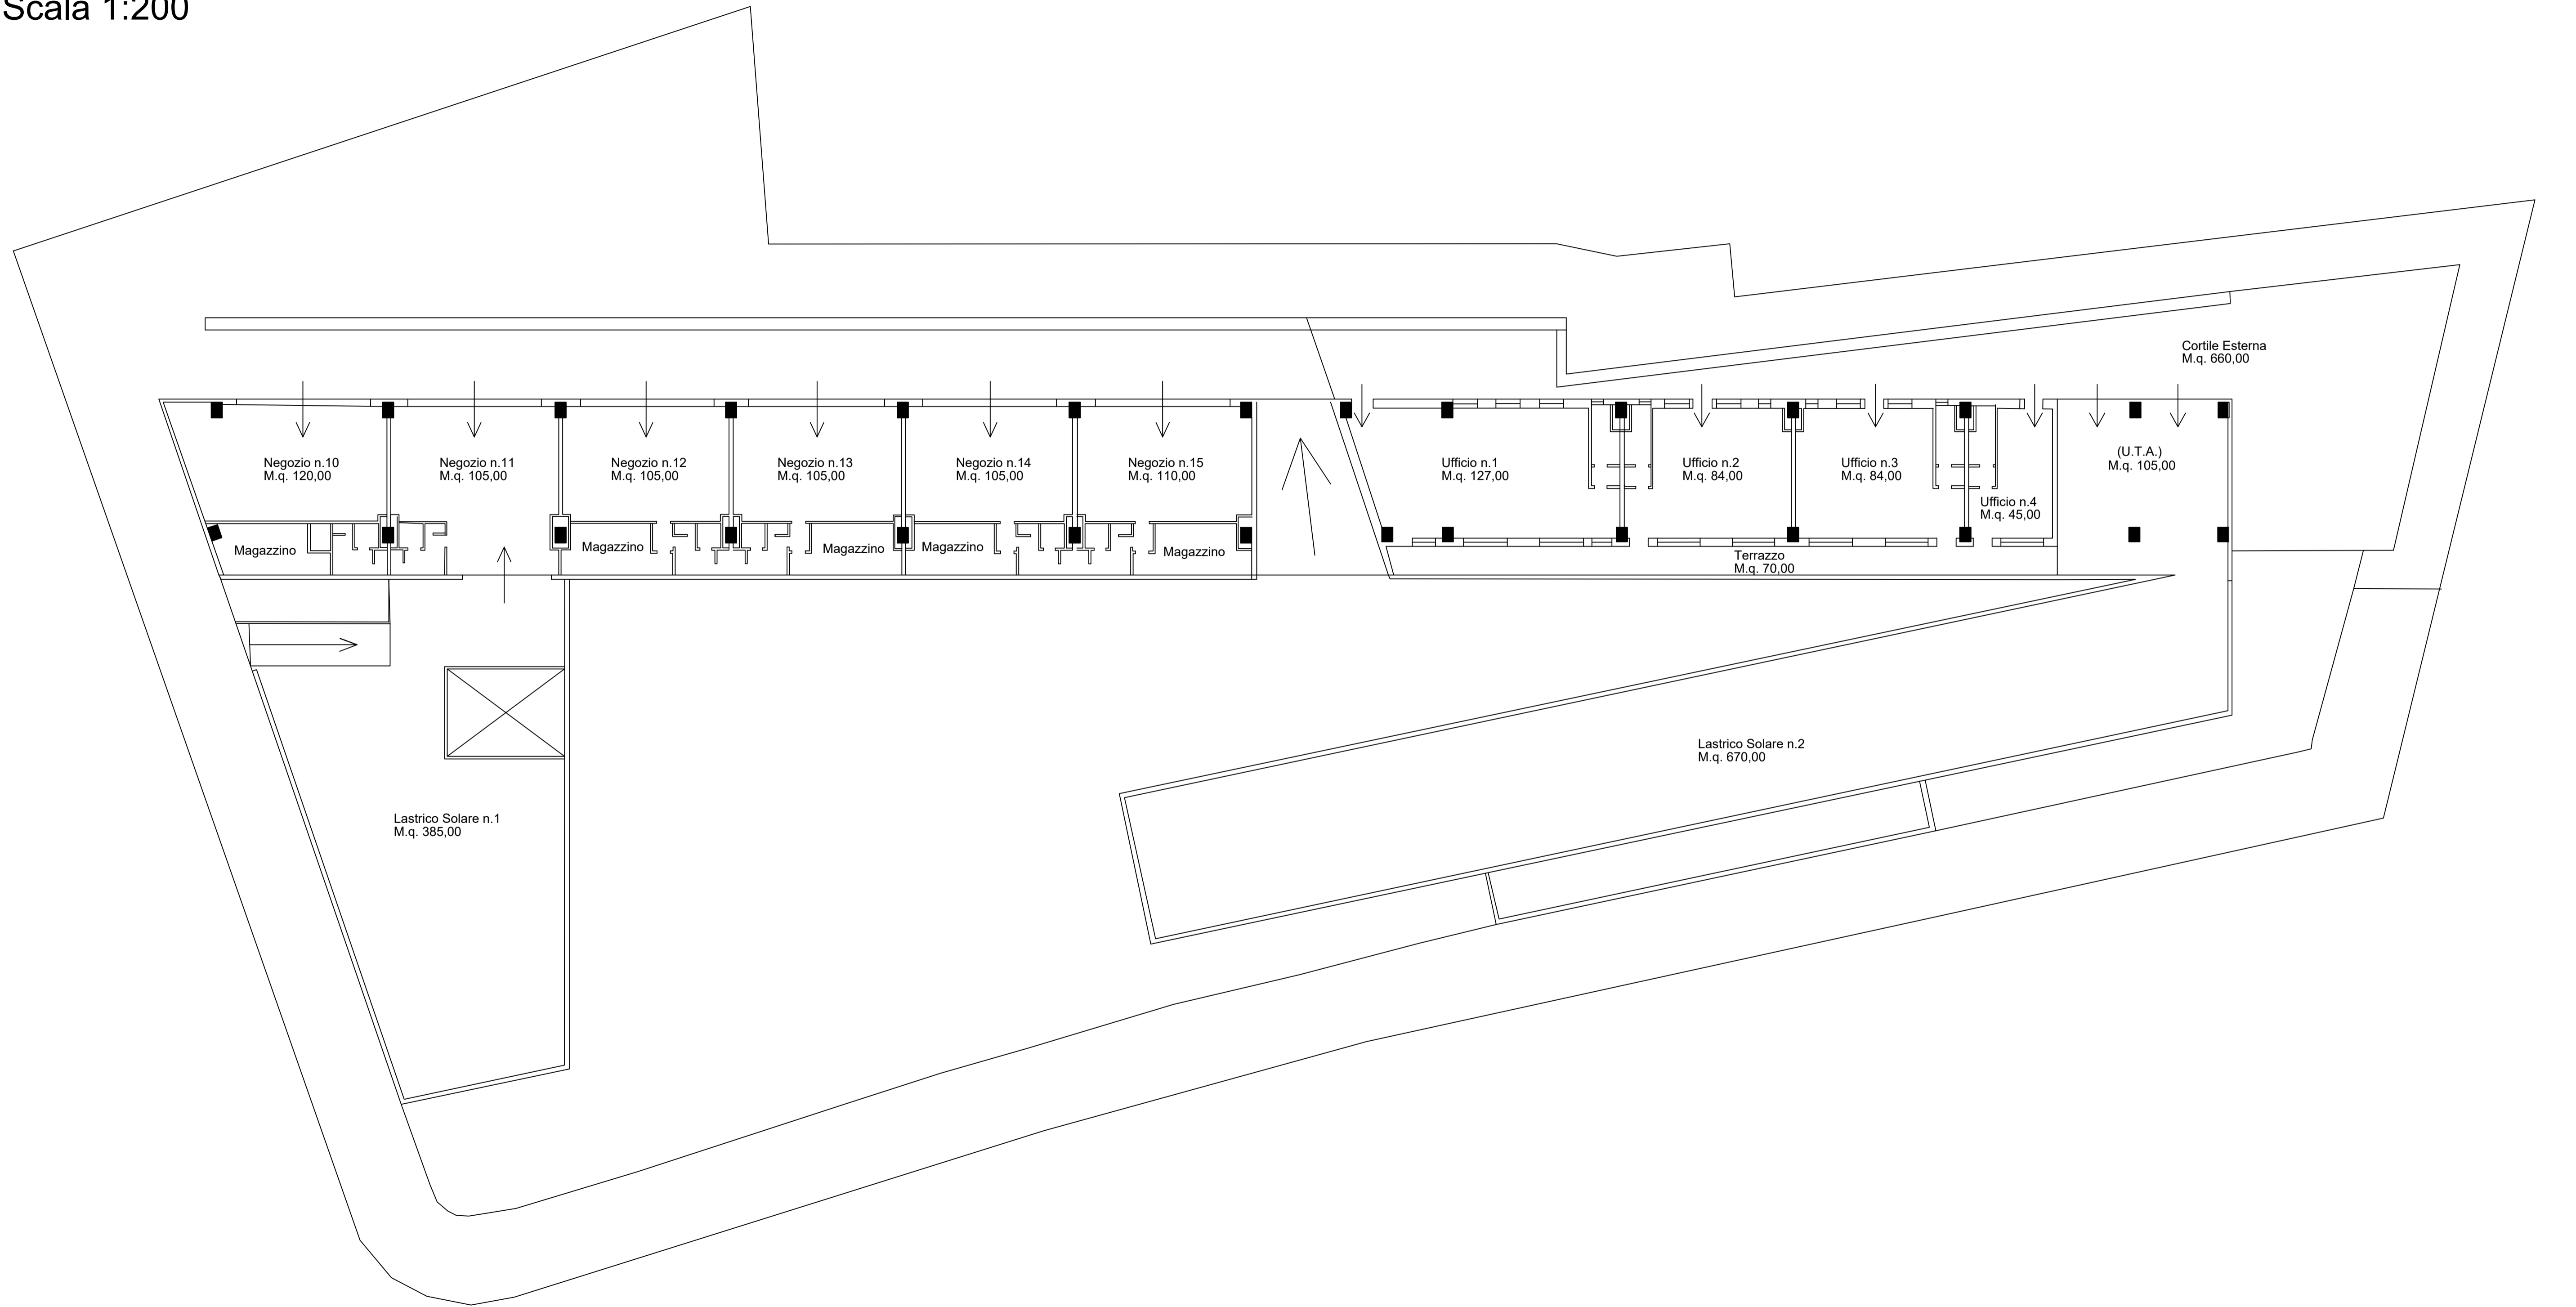 Scala 1:200
Cortile Esterna
M.q. 660,00
Negozio n.10
M.q. 120,00
Negozio n.11
M.q. 105,00
Negozio n.12
M.q. 105,00
Negozio n.13
M.q. 105,00
Negozio n.14
M.q. 105,00
Negozio n.15
M.q. 110,00
Ufficio n.1
M.q. 127,00
Ufficio n.2
M.q. 84,00
Ufficio n.3
M.q. 84,00
Ufficio n.4
M.q. 45,00
(U.T.A.)
M.q. 105,00
Magazzino
Magazzino
Magazzino
Magazzino
Magazzino
Terrazzo
M.q. 70,00
Lastrico Solare n.2
M.q. 670,00
Lastrico Solare n.1
M.q. 385,00